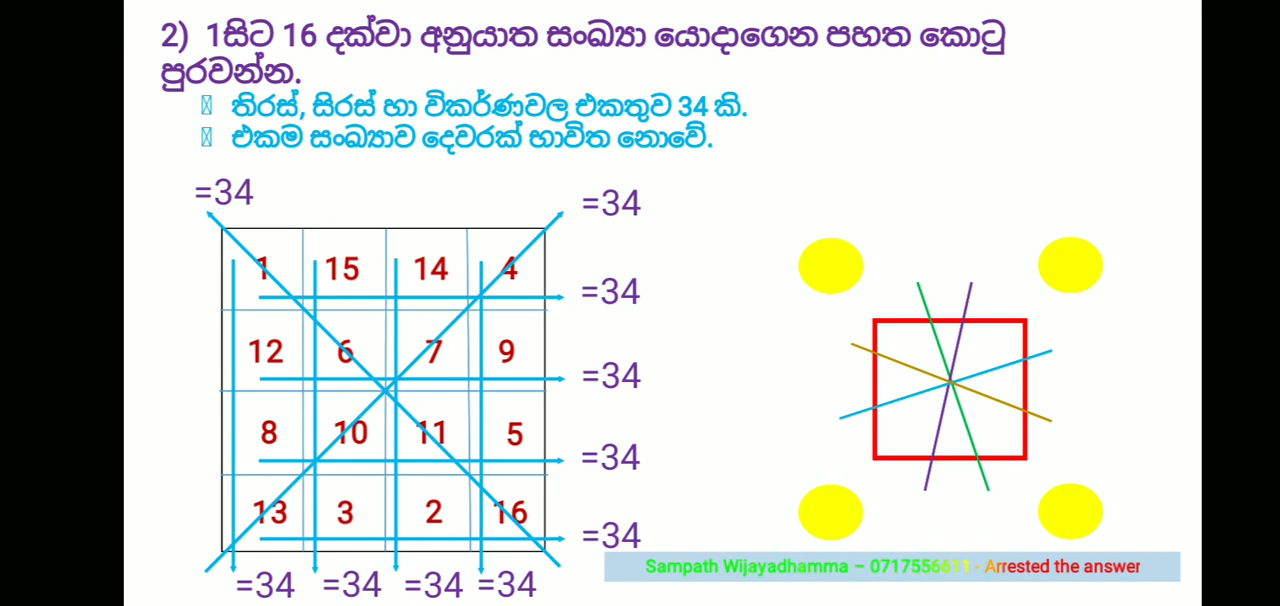 2) 1සිට 16 දක්වා අනුයාත සංඛ්‍යා යොදාගෙන පහත කොටු
පුරවන්න.
තිරස්, සිරස් හා විකර්ණවල එකතුව 34 කි.
එකම සංඛ්‍යාව දෙවරක් භාවිත නොවේ.
=34 =34
1 15 14 4 =34
12 6 7 9 =34
8 10 11 5 =34
13 3 2 16 =34
=34 =34 =34 =34
Sampath Wijayadhamma – 0717556611 - Arrested the answer